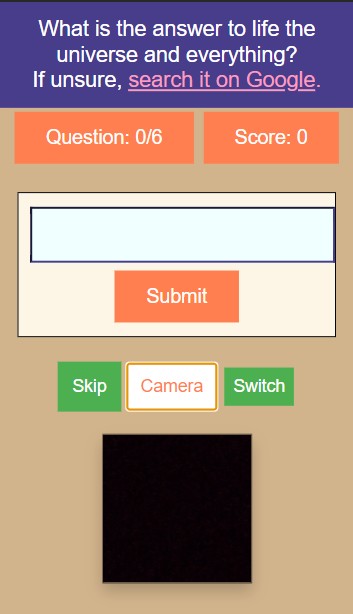 What is the answer to life the
universe and everything?
If unsure, search it on Google.
Question: 0/6
Score: 0
Submit
Skip
Camera
Switch